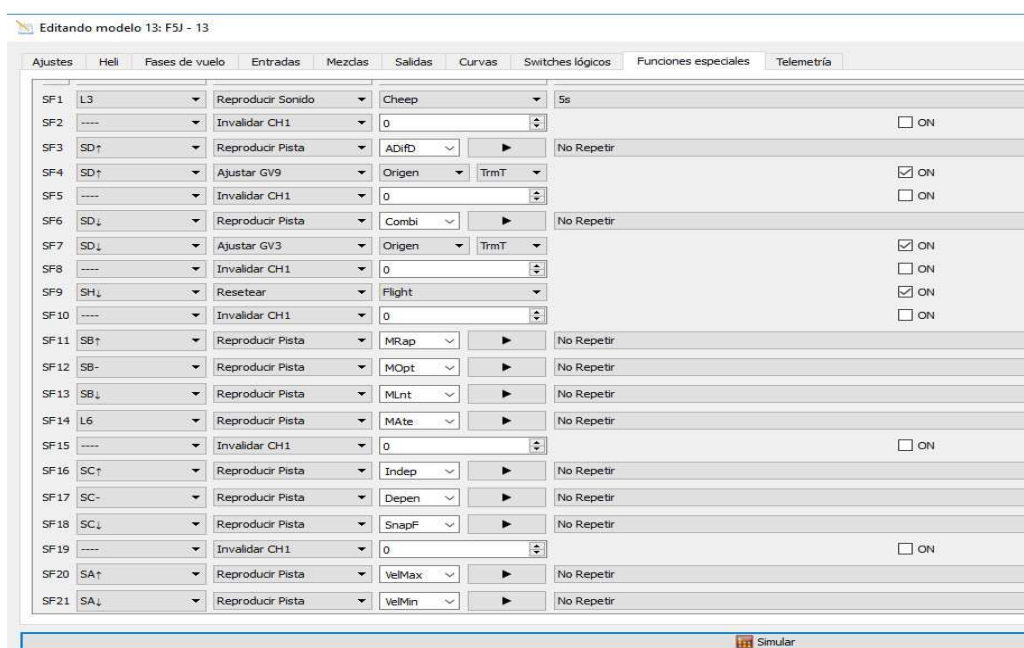 Editando modelo 13: F5J - 13
Ajustes Heli Fases de vuelo Entradas Mezclas Salidas Curvas Switches lógicos Funciones especiales Telemetría
SF1 L3 Reproducir Sonido Cheep 5s
SF2 ---- Invalidar CH1 0 ON
SF3 SD↑ Reproducir Pista ADifD No Repetir
SF4 SD↑ Ajustar GV9 Origen TrmT ON
SF5 ---- Invalidar CH1 0 ON
SF6 SD↓ Reproducir Pista Combi No Repetir
SF7 SD↓ Ajustar GV3 Origen TrmT ON
SF8 ---- Invalidar CH1 0 ON
SF9 SH↓ Resetear Flight ON
SF10 ---- Invalidar CH1 0 ON
SF11 SB↑ Reproducir Pista MRap No Repetir
SF12 SB- Reproducir Pista MOpt No Repetir
SF13 SB↓ Reproducir Pista MLnt No Repetir
SF14 L6 Reproducir Pista MAte No Repetir
SF15 ---- Invalidar CH1 0 ON
SF16 SC↑ Reproducir Pista Indep No Repetir
SF17 SC- Reproducir Pista Depen No Repetir
SF18 SC↓ Reproducir Pista SnapF No Repetir
SF19 ---- Invalidar CH1 0 ON
SF20 SA↑ Reproducir Pista VelMax No Repetir
SF21 SA↓ Reproducir Pista VelMin No Repetir
Simular